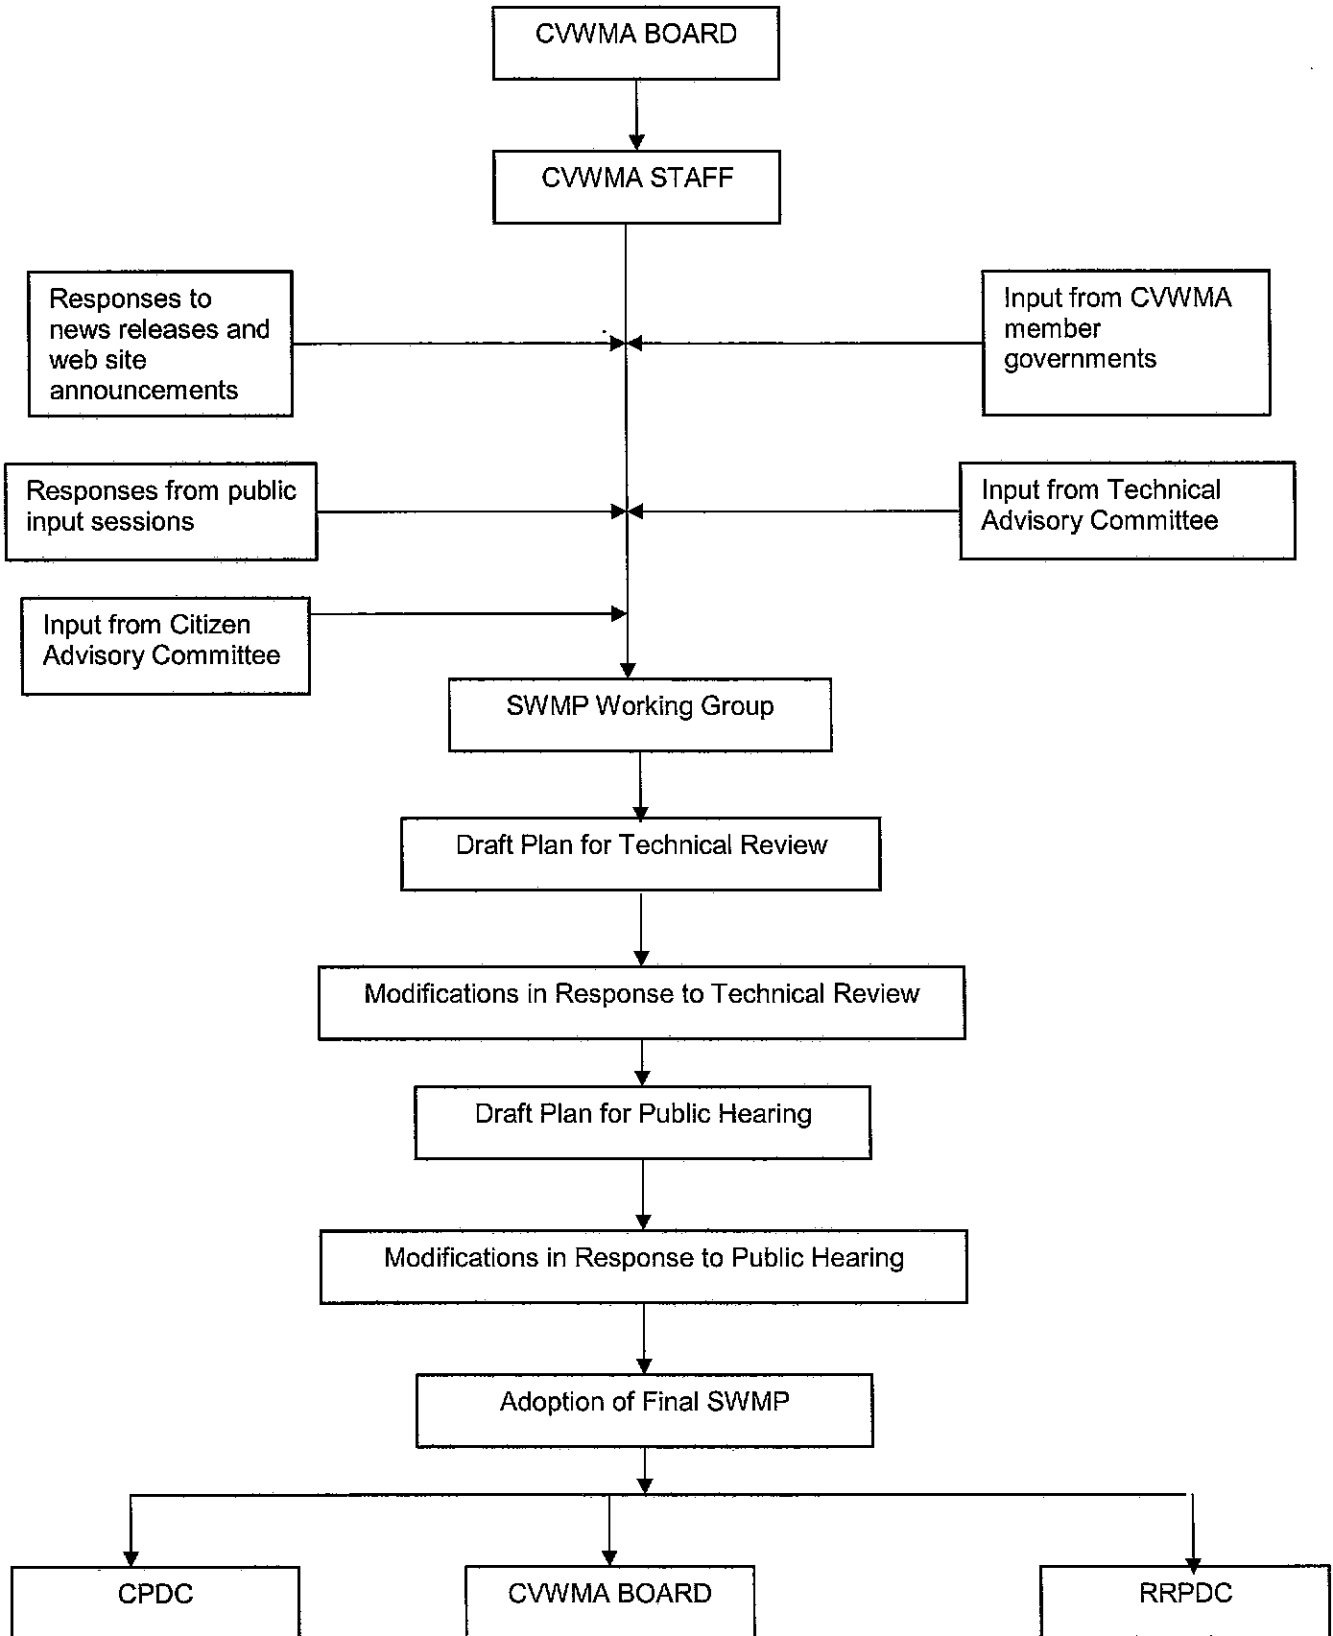 CVWMA BOARD
CVWMA STAFF
Responses to
news releases and
web site
announcements
Input from CVWMA
member
governments
Responses from public
input sessions
Input from Technical
Advisory Committee
Input from Citizen
Advisory Committee
SWMP Working Group
Draft Plan for Technical Review
Modifications in Response to Technical Review
Draft Plan for Public Hearing
Modifications in Response to Public Hearing
Adoption of Final SWMP
CPDC
CVWMA BOARD
RRPDC